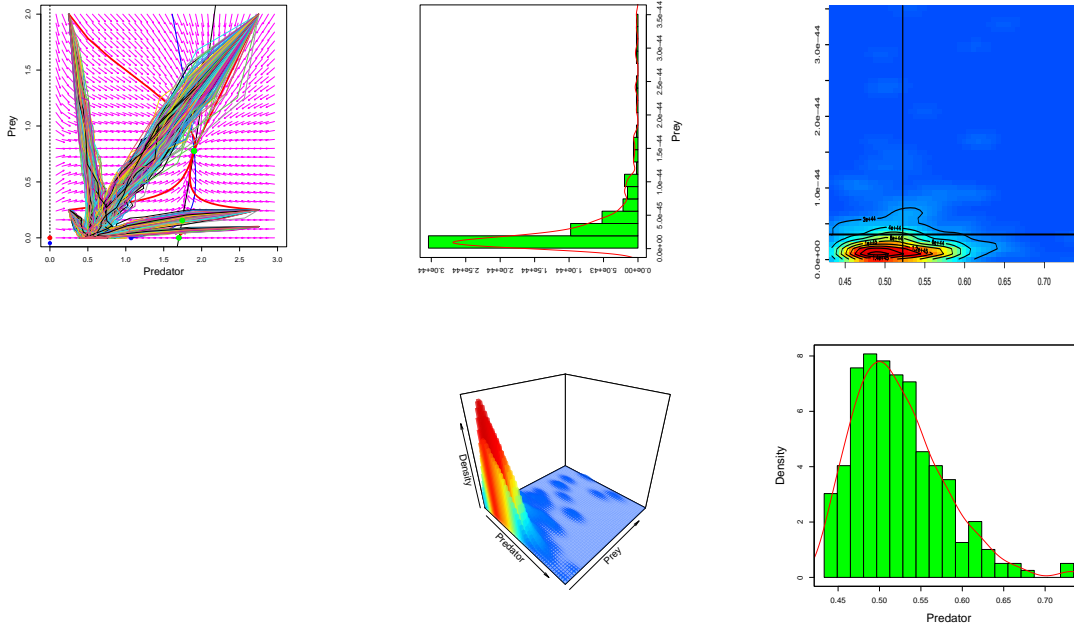 2.0
1.5
1.0
0.5
0.0
Prey
0.0 0.5 1.0 1.5 2.0 2.5 3.0
Predator
3.5e-44
3.0e-44
2.5e-44
2.0e-44
1.5e-44
1.0e-44
5.0e-45
0.0e+00
Prey
3.0e+44 2.5e+44 2.0e+44 1.5e+44 1.0e+44 5.0e+43 0.0e+00
3.0e-44
2.0e-44
1.0e-44
0.0e+00
0.45 0.50 0.55 0.60 0.65 0.70
Density
Predator
Prey
8
6
4
2
0
Density
0.45 0.50 0.55 0.60 0.65 0.70
Predator